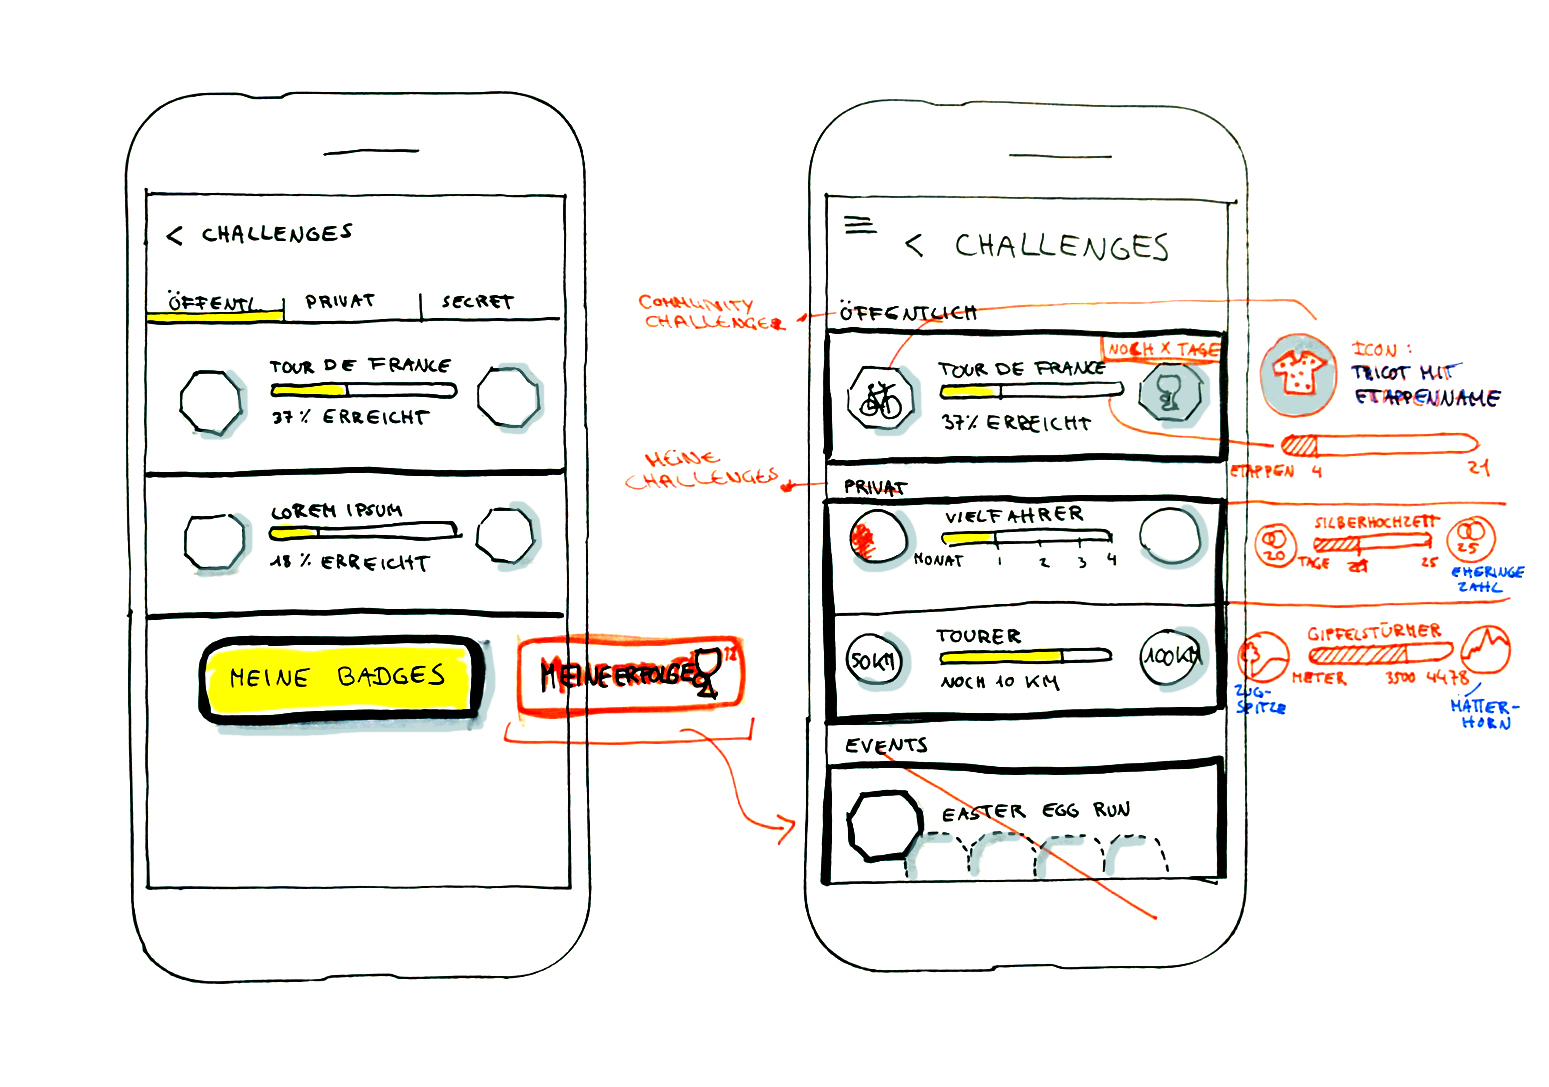 < CHALLENGES
ÖFFENTL. PRIVAT SECRET
TOUR DE FRANCE
37 % ERREICHT
LOREM IPSUM
18 % ERREICHT
MEINE BADGES
MEINE ERFOLGE
COMMUNITY
CHALLENGES
MEINE
CHALLENGES
< CHALLENGES
ÖFFENTLICH
NOCH X TAGE
TOUR DE FRANCE
37% ERREICHT
PRIVAT
VIELFAHRER
MONAT 1 2 3 4
50KM
TOURER
100KM
NOCH 10 KM
EVENTS
EASTER EGG RUN
ICON:
TRICOT MIT
ETAPPENNAME
ETAPPEN 4 21
SILBERHOCHZEIT
20
25
TAGE 25
EHERINGE
ZAHL
GIPFELSTÜRMER
METER 3500 4478
ZUG-
SPITZE
MATTER-
HORN